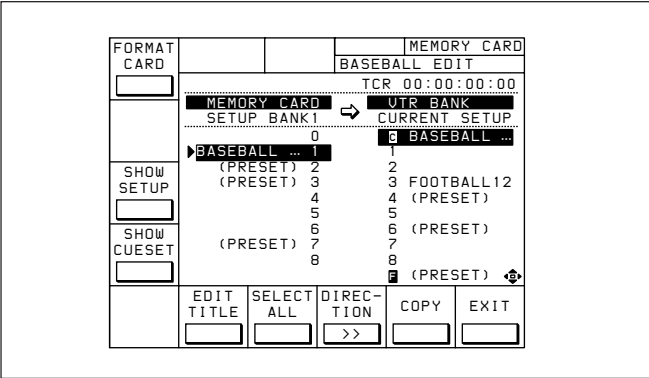 FORMAT CARD
MEMORY CARD
BASEBALL EDIT
TCR 00:00:00:00
MEMORY CARD ⇨ VTR BANK
SETUP BANK1 CURRENT SETUP
0 C BASEBALL …
▶BASEBALL … 1 1
(PRESET) 2 2
SHOW SETUP
(PRESET) 3 3 FOOTBALL12
4 4 (PRESET)
5 5
SHOW CUESET
6 6 (PRESET)
(PRESET) 7 7
8 8
F (PRESET)
EDIT TITLE
SELECT ALL
DIREC-TION
>>
COPY
EXIT